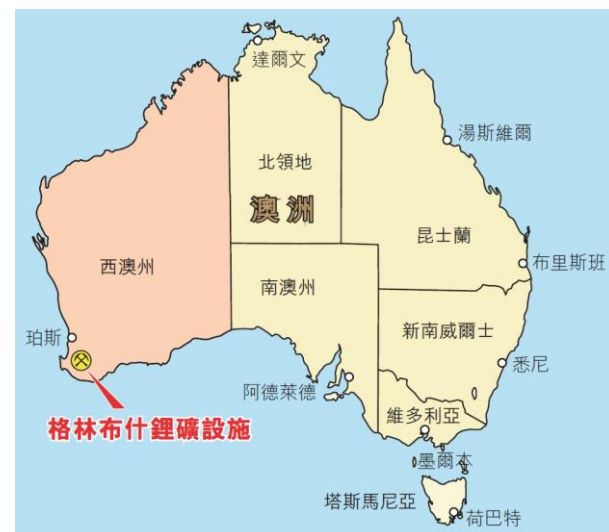 達爾文
湯斯維爾
北領地
澳洲
昆士蘭
西澳州
布里斯班
南澳州
新南威爾士
珀斯
悉尼
阿德萊德
維多利亞
格林布什鋰礦設施
墨爾本
塔斯馬尼亞
荷巴特